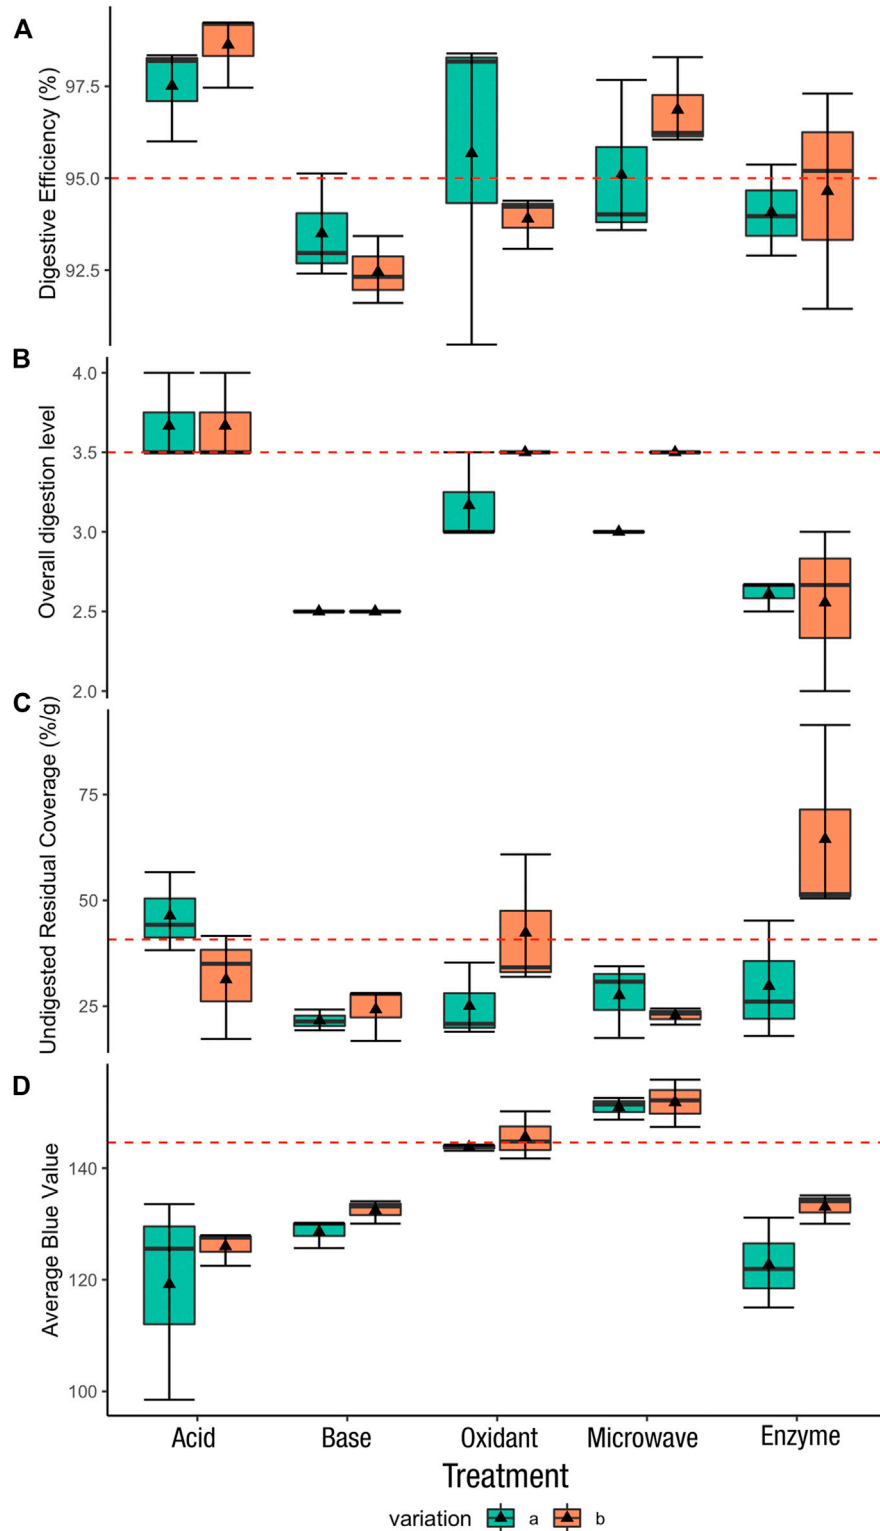 A
Digestive Efficiency (%)
97.5
95.0
92.5
B
Overall digestion level
4.0
3.5
3.0
2.5
2.0
C
Undigested Residual Coverage (%/g)
75
50
25
D
Average Blue Value
140
120
100
Acid Base Oxidant Microwave Enzyme
Treatment
variation a b